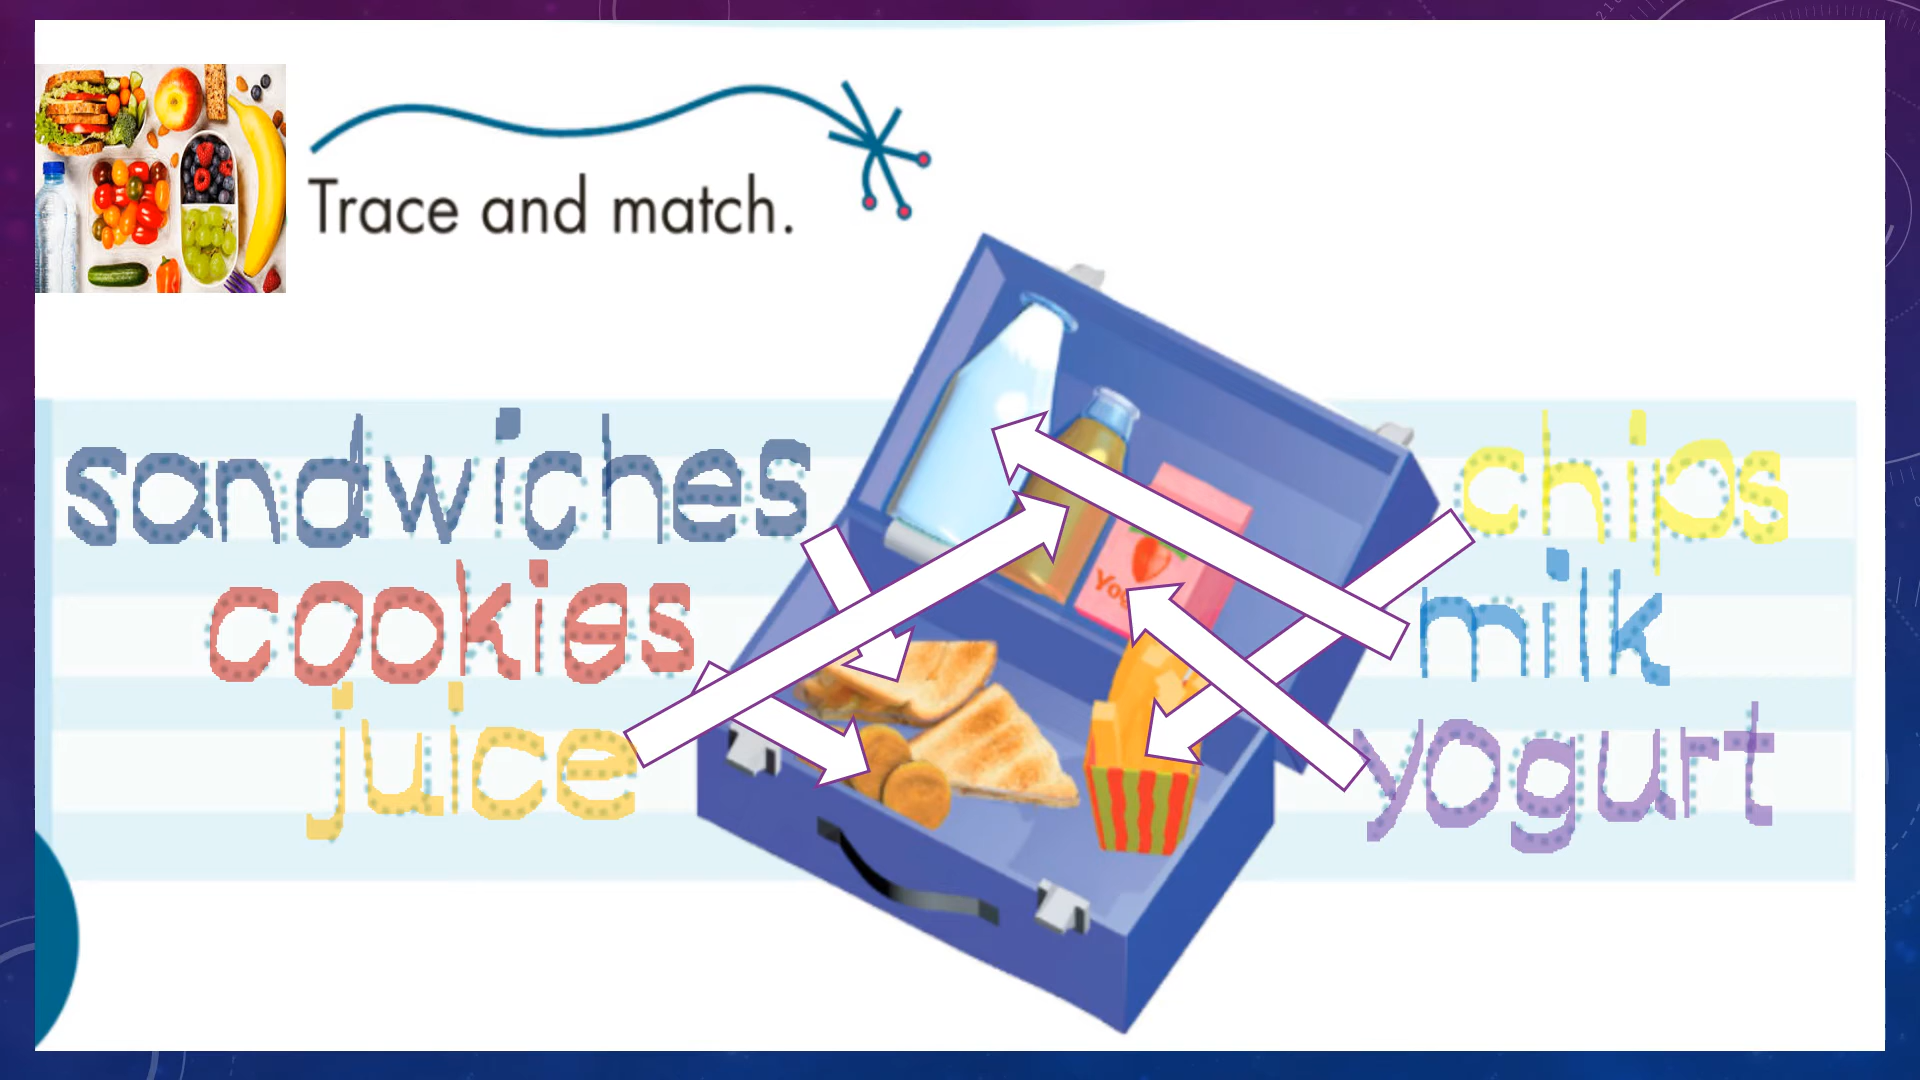 Trace and match.
sandwiches
cookies
juice
chips
milk
yogurt